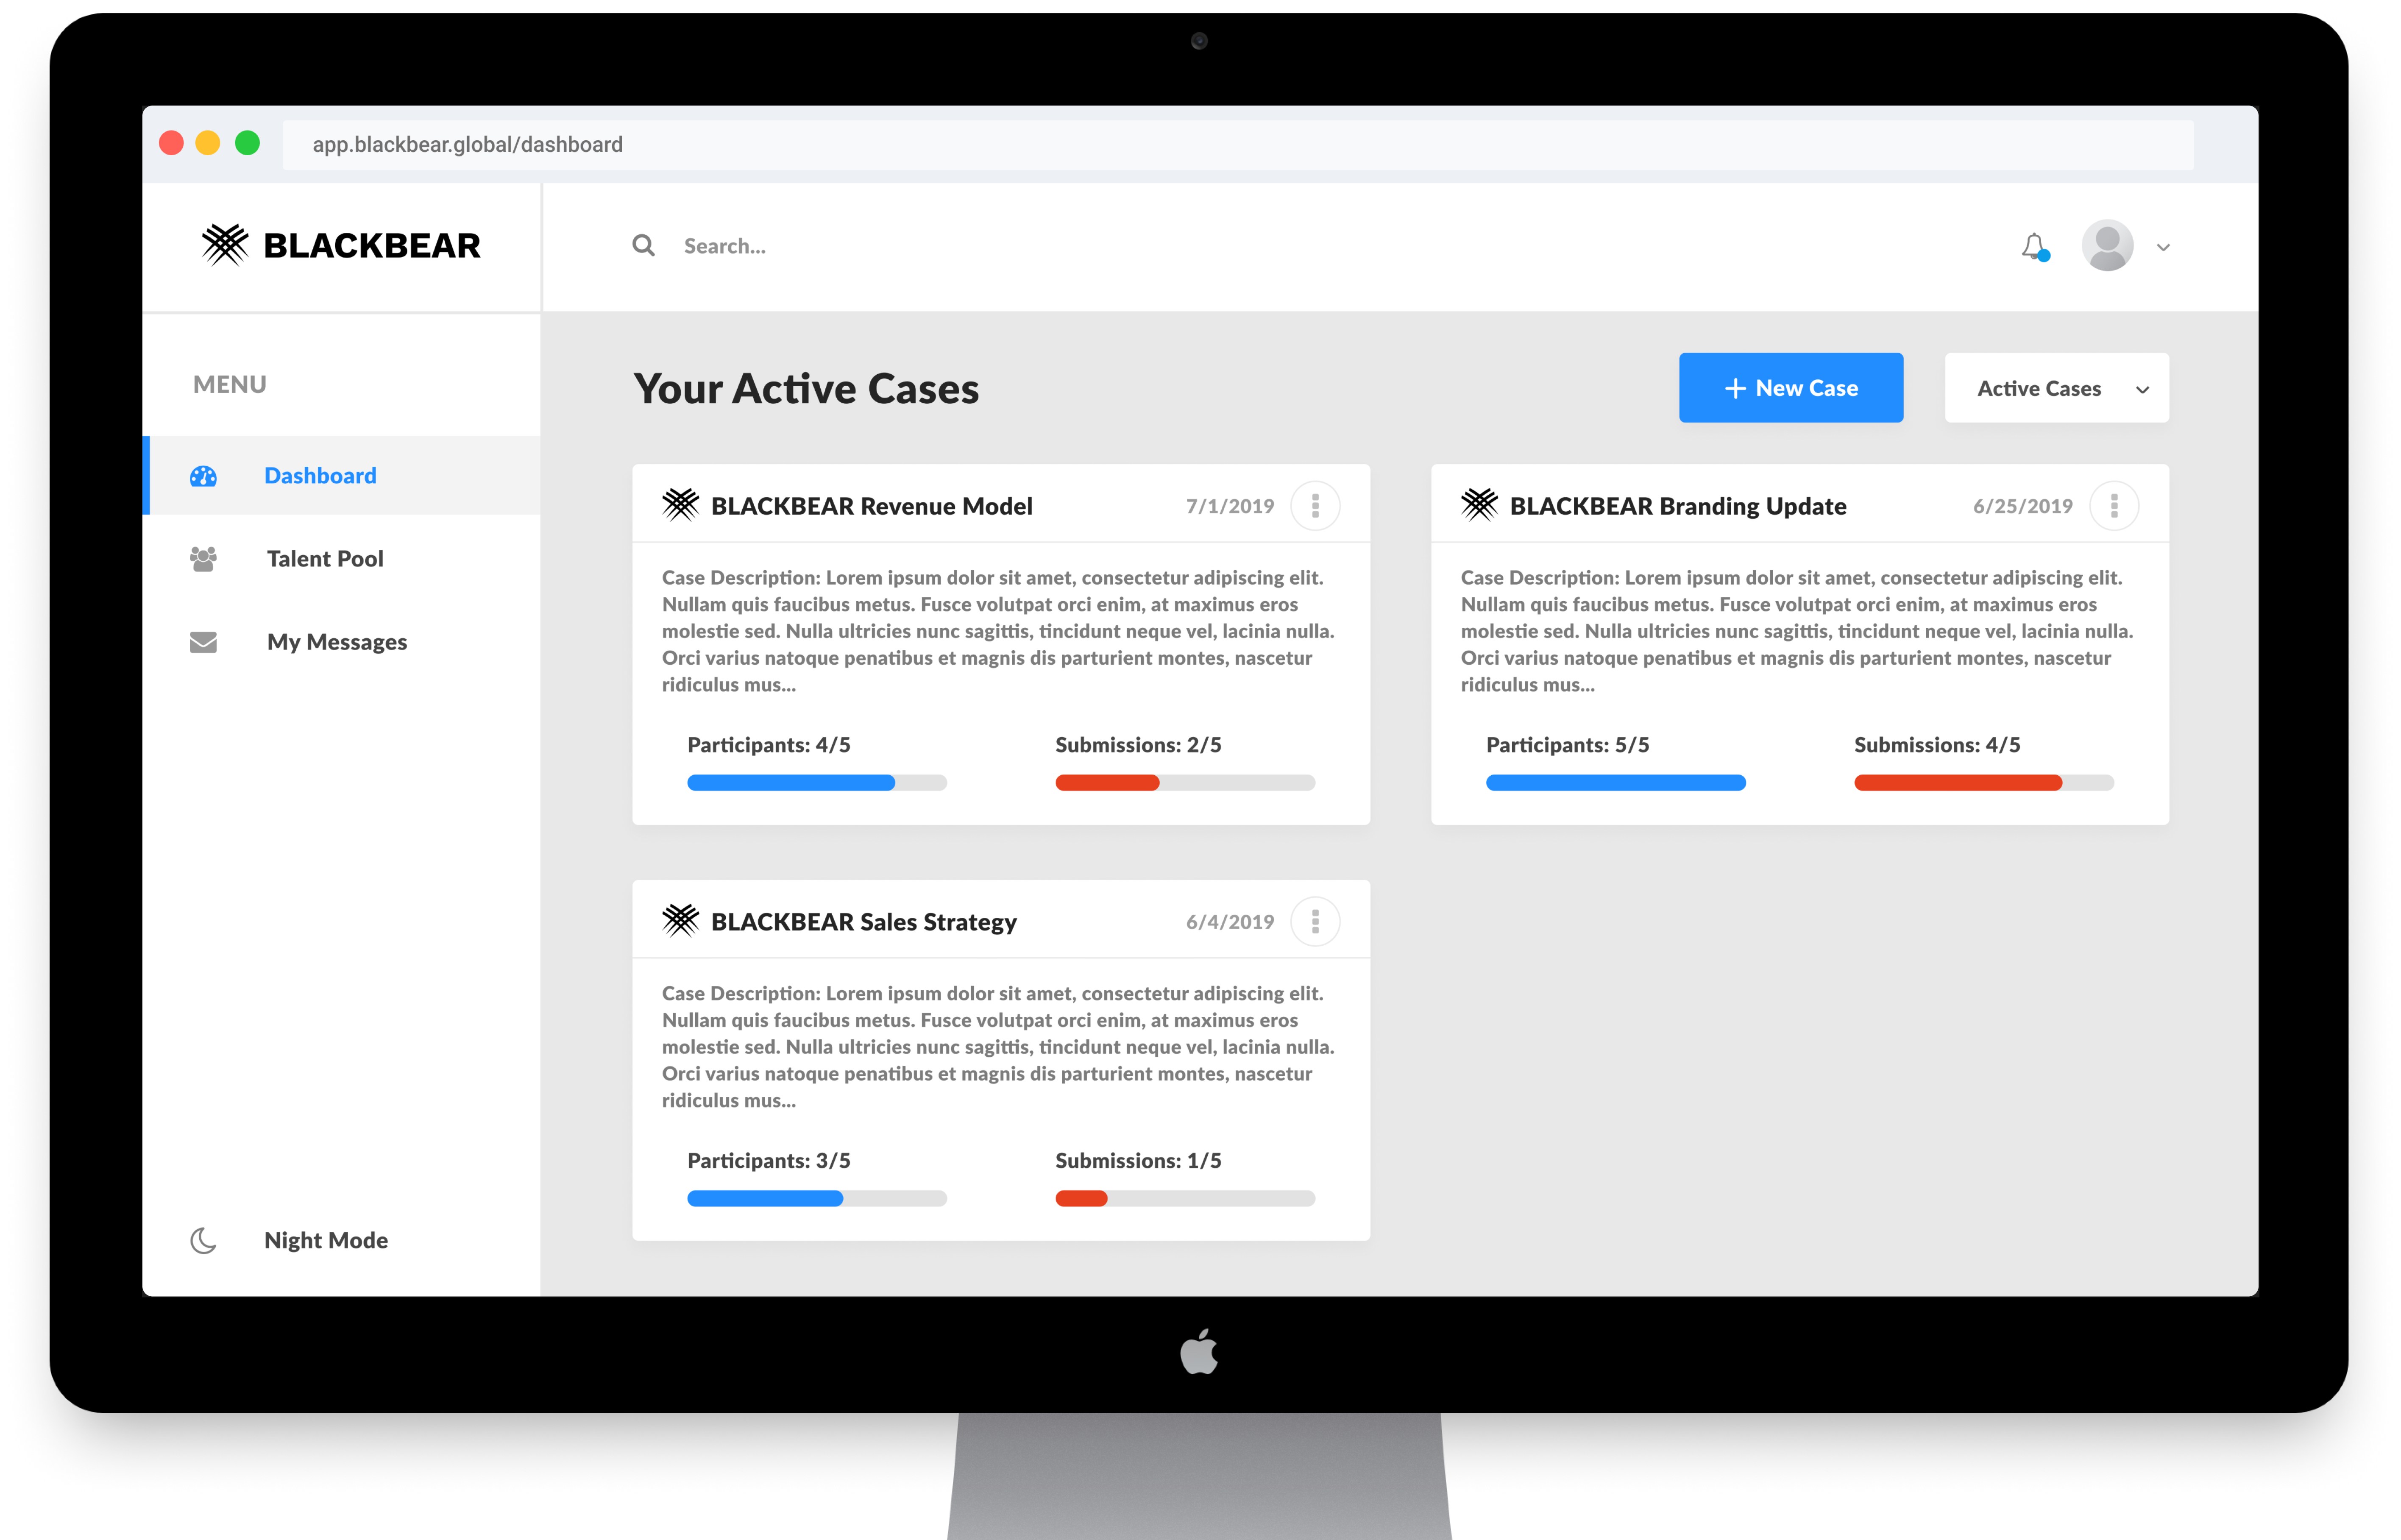 app.blackbear.global/dashboard
BLACKBEAR
Search...
MENU
Dashboard
Talent Pool
My Messages
Night Mode
Your Active Cases
+ New Case
Active Cases
BLACKBEAR Revenue Model
7/1/2019
Case Description: Lorem ipsum dolor sit amet, consectetur adipiscing elit.
Nullam quis faucibus metus. Fusce volutpat orci enim, at maximus eros
molestie sed. Nulla ultricies nunc sagittis, tincidunt neque vel, lacinia nulla.
Orci varius natoque penatibus et magnis dis parturient montes, nascetur
ridiculus mus...
Participants: 4/5
Submissions: 2/5
BLACKBEAR Branding Update
6/25/2019
Case Description: Lorem ipsum dolor sit amet, consectetur adipiscing elit.
Nullam quis faucibus metus. Fusce volutpat orci enim, at maximus eros
molestie sed. Nulla ultricies nunc sagittis, tincidunt neque vel, lacinia nulla.
Orci varius natoque penatibus et magnis dis parturient montes, nascetur
ridiculus mus...
Participants: 5/5
Submissions: 4/5
BLACKBEAR Sales Strategy
6/4/2019
Case Description: Lorem ipsum dolor sit amet, consectetur adipiscing elit.
Nullam quis faucibus metus. Fusce volutpat orci enim, at maximus eros
molestie sed. Nulla ultricies nunc sagittis, tincidunt neque vel, lacinia nulla.
Orci varius natoque penatibus et magnis dis parturient montes, nascetur
ridiculus mus...
Participants: 3/5
Submissions: 1/5